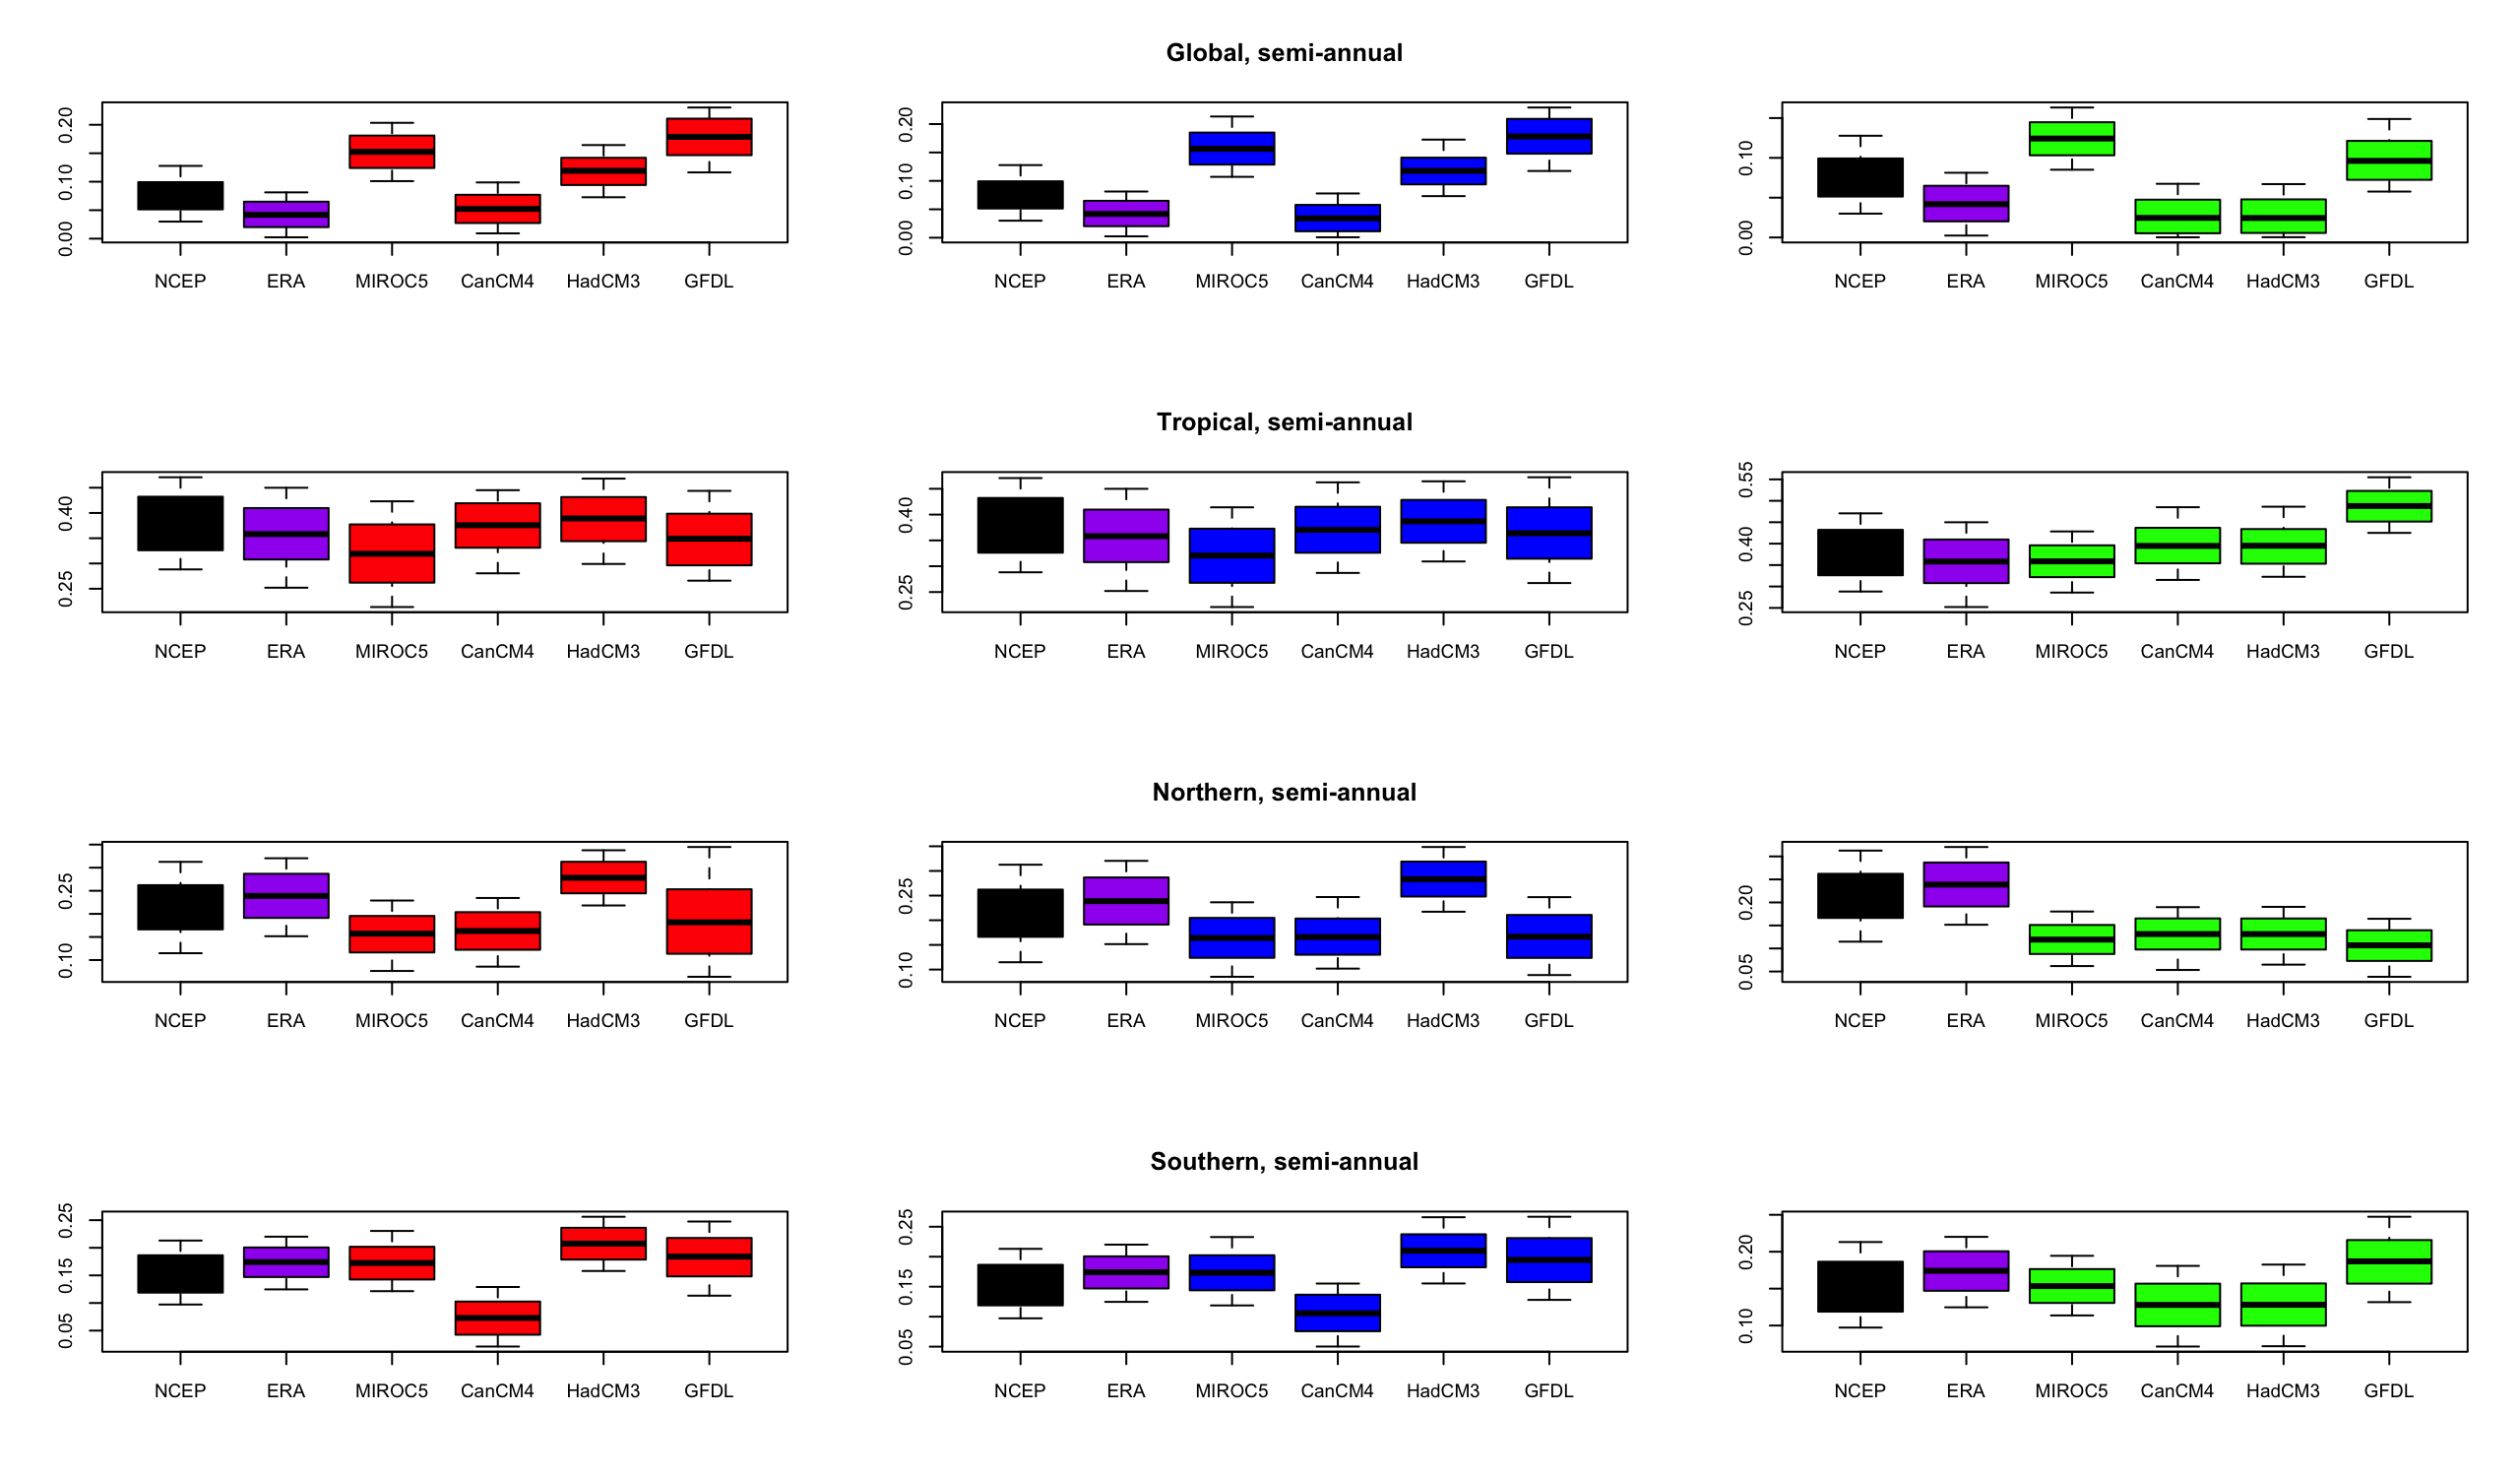 Global, semi-annual
0.00 0.10 0.20
NCEP ERA MIROC5 CanCM4 HadCM3 GFDL
0.00 0.10 0.20
NCEP ERA MIROC5 CanCM4 HadCM3 GFDL
0.00 0.10
NCEP ERA MIROC5 CanCM4 HadCM3 GFDL
Tropical, semi-annual
0.25 0.40
NCEP ERA MIROC5 CanCM4 HadCM3 GFDL
0.25 0.40
NCEP ERA MIROC5 CanCM4 HadCM3 GFDL
0.25 0.40 0.55
NCEP ERA MIROC5 CanCM4 HadCM3 GFDL
Northern, semi-annual
0.10 0.25
NCEP ERA MIROC5 CanCM4 HadCM3 GFDL
0.10 0.25
NCEP ERA MIROC5 CanCM4 HadCM3 GFDL
0.05 0.20
NCEP ERA MIROC5 CanCM4 HadCM3 GFDL
Southern, semi-annual
0.05 0.15 0.25
NCEP ERA MIROC5 CanCM4 HadCM3 GFDL
0.05 0.15 0.25
NCEP ERA MIROC5 CanCM4 HadCM3 GFDL
0.10 0.20
NCEP ERA MIROC5 CanCM4 HadCM3 GFDL